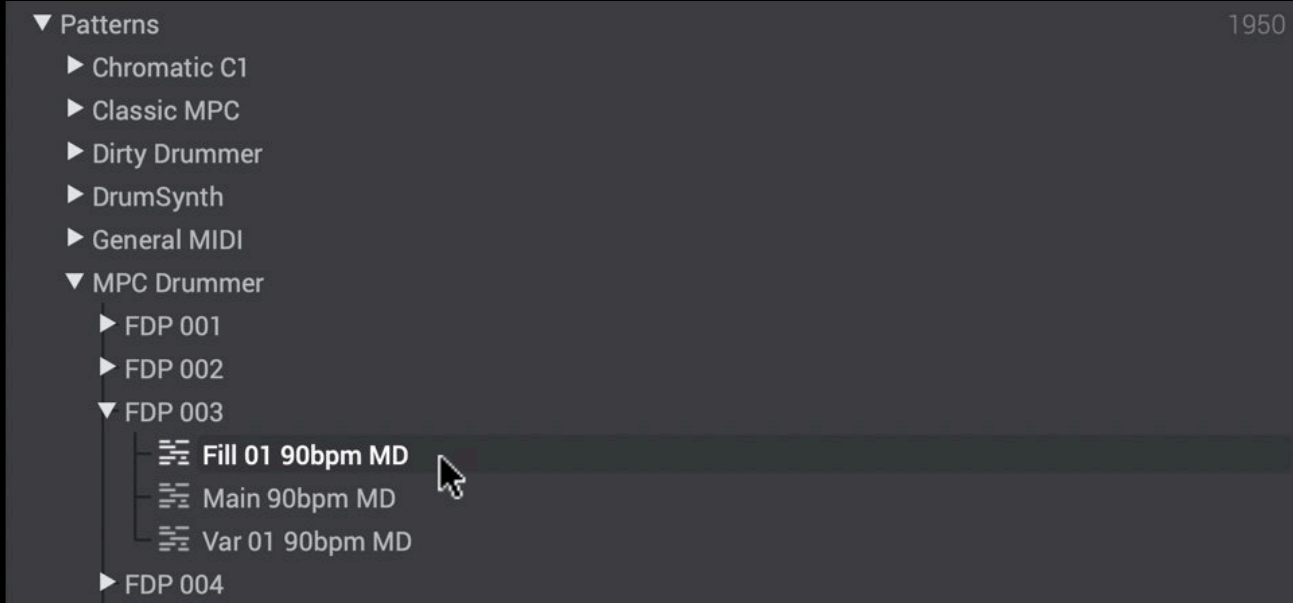 Patterns 1950
Chromatic C1
Classic MPC
Dirty Drummer
DrumSynth
General MIDI
MPC Drummer
FDP 001
FDP 002
FDP 003
Fill 01 90bpm MD
Main 90bpm MD
Var 01 90bpm MD
FDP 004